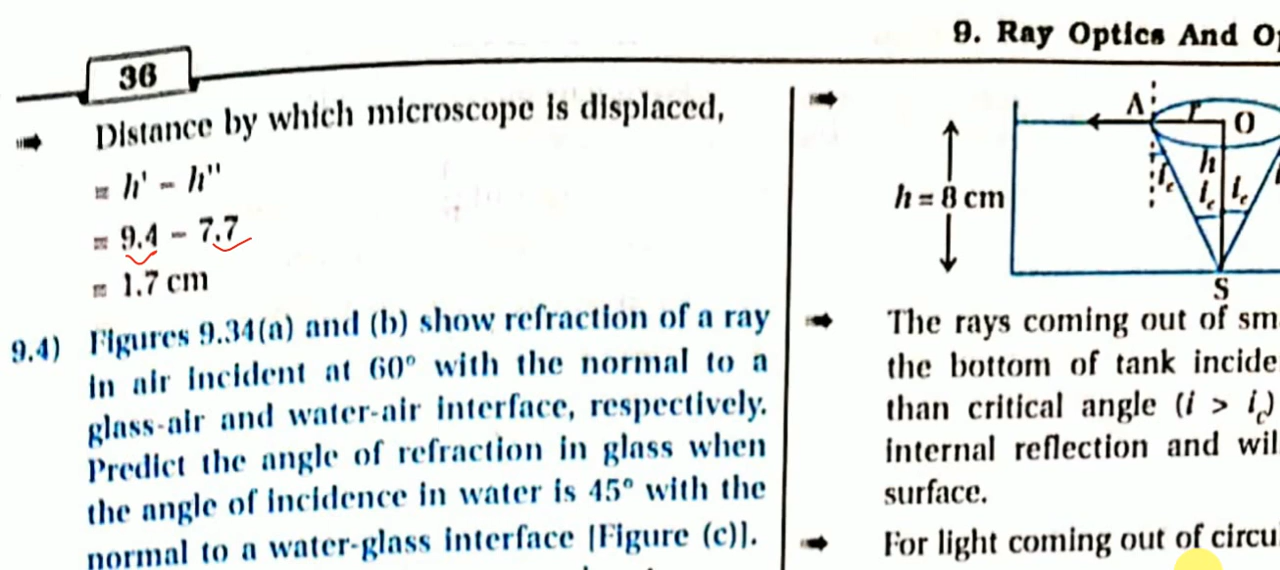 9. Ray Optics And
36
Distance by which microscope is displaced,
= h' - h"
= 9.4 - 7.7
= 1.7 cm
9.4) Figures 9.34(a) and (b) show refraction of a ray
in air incident at 60° with the normal to a
glass-air and water-air interface, respectively.
Predict the angle of refraction in glass when
the angle of incidence in water is 45° with the
normal to a water-glass interface [Figure (c)].
A r O
h = 8 cm
h
i_c i_c i_c
S
The rays coming out of
the bottom of tank
than critical angle (i > i_c)
internal reflection and
surface.
For light coming out of